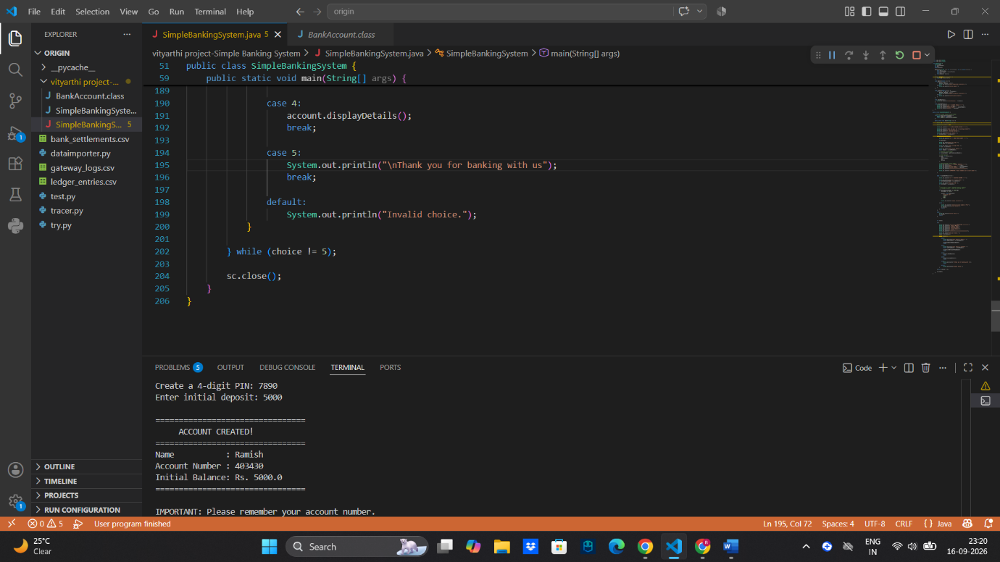 File Edit Selection View Go Run Terminal Help
origin
EXPLORER
ORIGIN
__pycache__
vityarthi project-...
BankAccount.class
SimpleBankingSyste...
SimpleBankingS... 5
bank_settlements.csv
dataimporter.py
gateway_logs.csv
ledger_entries.csv
test.py
tracer.py
try.py
OUTLINE
TIMELINE
PROJECTS
RUN CONFIGURATION
SimpleBankingSystem.java 5
BankAccount.class
vityarthi project-Simple Banking System > SimpleBankingSystem.java > SimpleBankingSystem > main(String[] args)
51 public class SimpleBankingSystem {
59 public static void main(String[] args) {
189
190 case 4:
191 account.displayDetails();
192 break;
193
194 case 5:
195 System.out.println("\nThank you for banking with us");
196 break;
197
198 default:
199 System.out.println("Invalid choice.");
200 }
201
202 } while (choice != 5);
203
204 sc.close();
205 }
206 }
PROBLEMS 5 OUTPUT DEBUG CONSOLE TERMINAL PORTS
Code
Create a 4-digit PIN: 7890
Enter initial deposit: 5000
================================
ACCOUNT CREATED!
================================
Name : Ramish
Account Number : 403430
Initial Balance: Rs. 5000.0
================================
IMPORTANT: Please remember your account number.
1
1
0 5 User program finished
Ln 195, Col 72 Spaces: 4 UTF-8 CRLF {} Java
25°C
Clear
Search
ENG
IN
23:20
16-09-2026